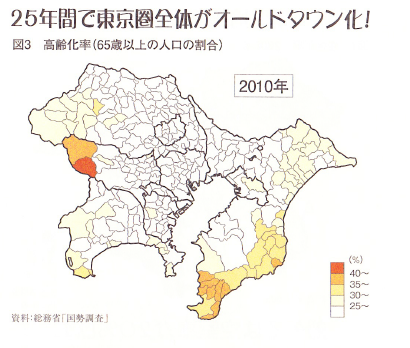 25年間で東京圏全体がオールドタウン化!
図3 高齢化率(65歳以上の人口の割合)
2010年
(%)
40～
35～
30～
25～
資料:総務省「国勢調査」